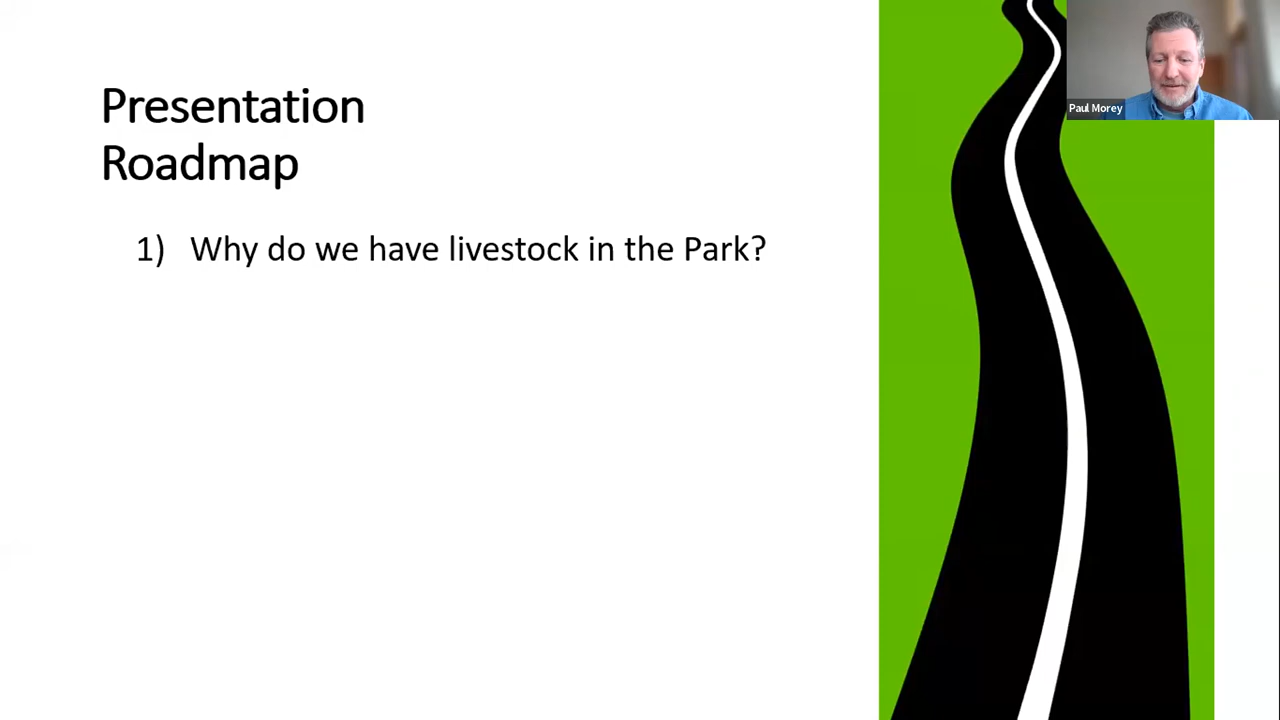 Presentation
Roadmap
1) Why do we have livestock in the Park?
Paul Morey